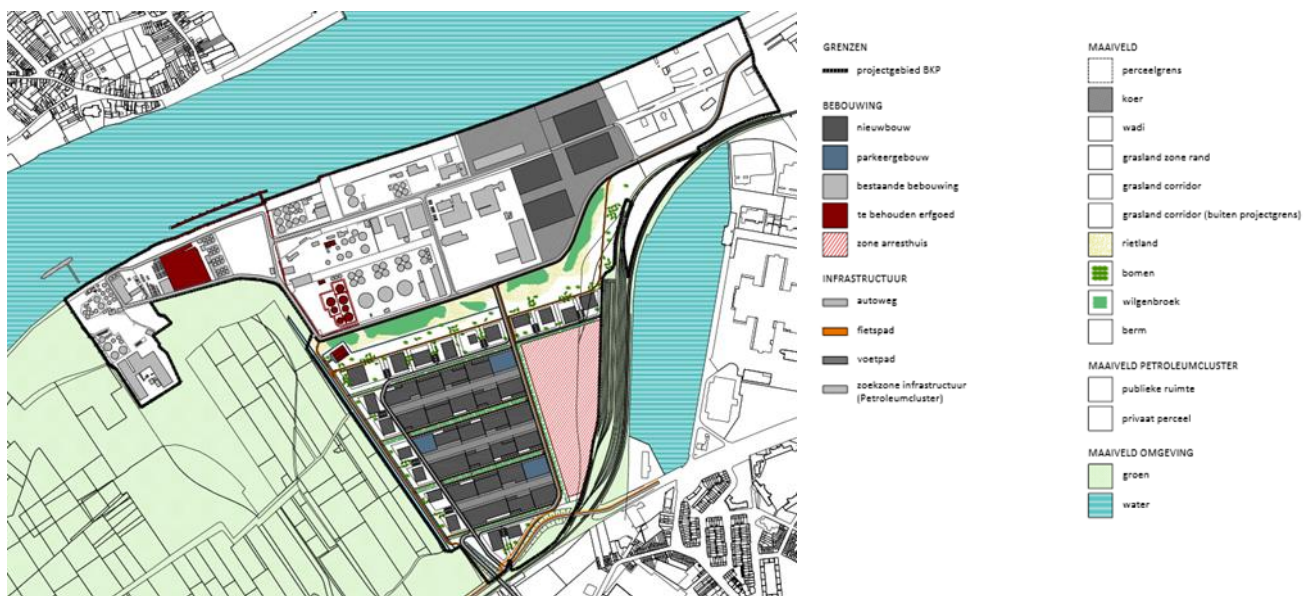 GRENZEN
projectgebied BKP
BEBOUWING
nieuwbouw
parkeergebouw
bestaande bebouwing
te behouden erfgoed
zone arresthuis
INFRASTRUCTUUR
autoweg
fietspad
voetpad
zoekzone infrastructuur
(Petroleumcluster)
MAAIVELD
perceelgrens
koer
wadi
grasland zone rand
grasland corridor
grasland corridor (buiten projectgrens)
rietland
bomen
wilgenbroek
berm
MAAIVELD PETROLEUMCLUSTER
publieke ruimte
privaat perceel
MAAIVELD OMGEVING
groen
water